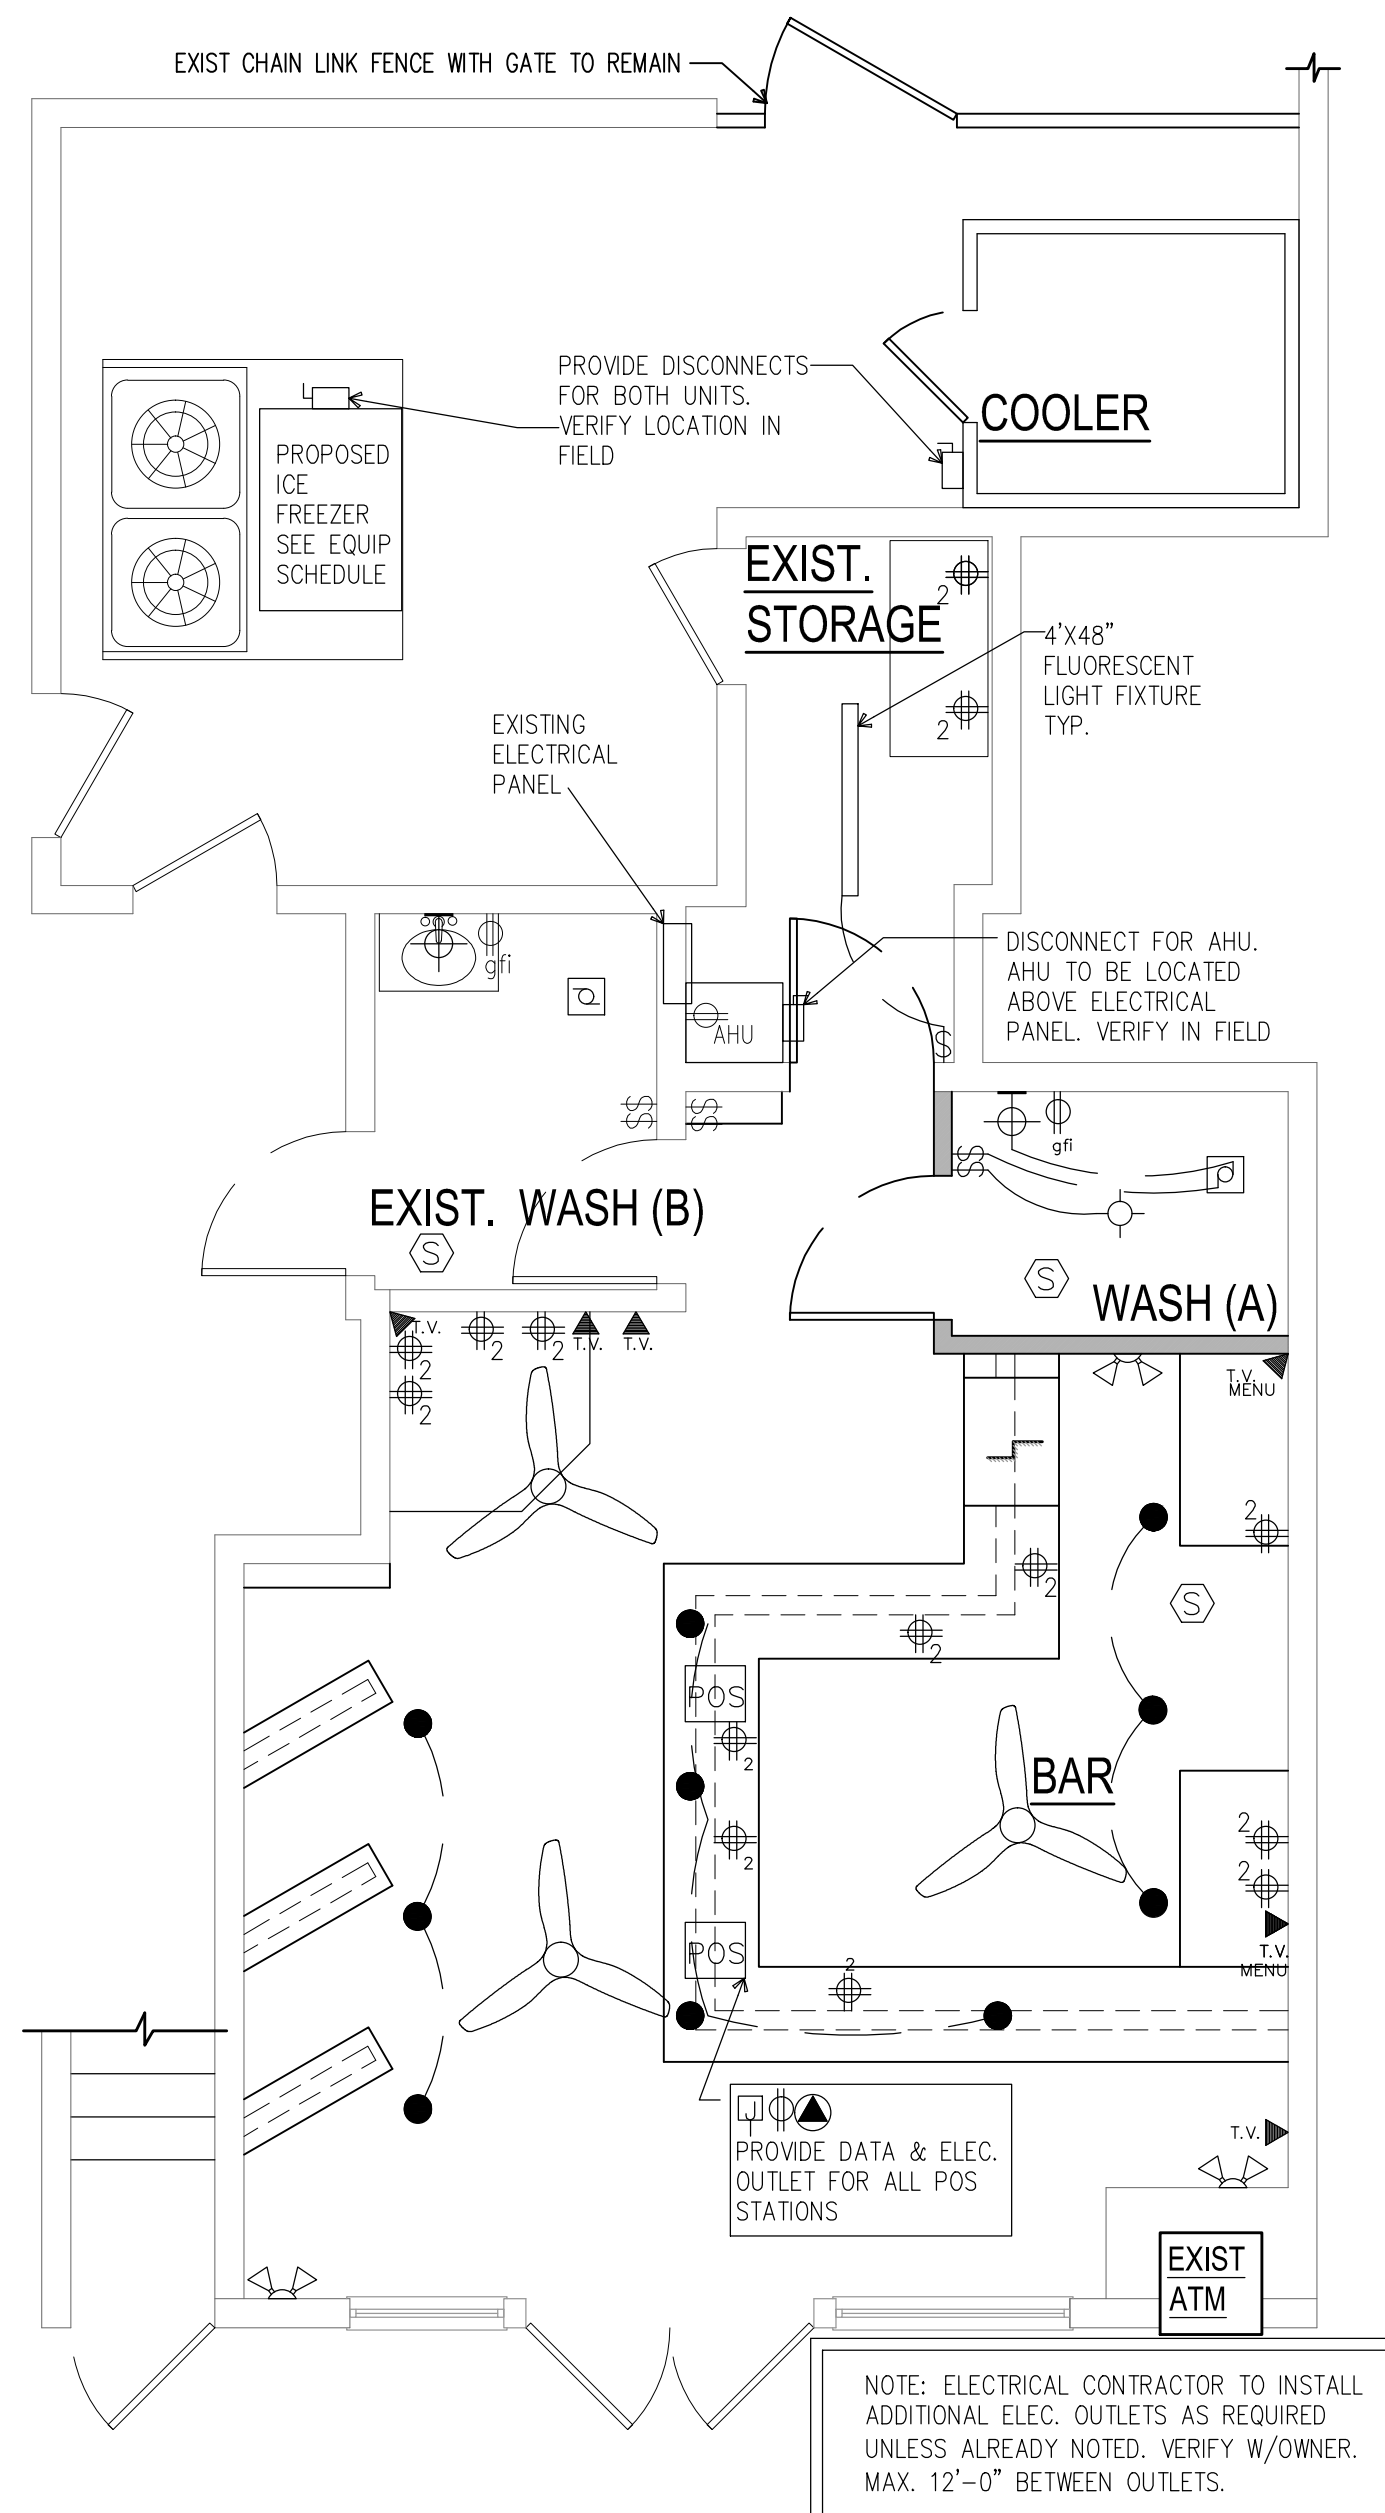 EXIST CHAIN LINK FENCE WITH GATE TO REMAIN
PROVIDE DISCONNECTS
FOR BOTH UNITS.
VERIFY LOCATION IN
FIELD
COOLER
PROPOSED
ICE
FREEZER
SEE EQUIP
SCHEDULE
EXIST.
STORAGE
2
2
4'X48"
FLUORESCENT
LIGHT FIXTURE
TYP.
EXISTING
ELECTRICAL
PANEL
gfi
AHU
DISCONNECT FOR AHU.
AHU TO BE LOCATED
ABOVE ELECTRICAL
PANEL. VERIFY IN FIELD
S
SS
SS
gfi
SS
EXIST. WASH (B)
S
S
WASH (A)
T.V.
2
2
2
2
T.V.
T.V.
T.V.
MENU
2
2
S
2
POS
2
BAR
2
2
2
POS
2
T.V.
MENU
J
PROVIDE DATA & ELEC.
OUTLET FOR ALL POS
STATIONS
T.V.
EXIST
ATM
NOTE: ELECTRICAL CONTRACTOR TO INSTALL
ADDITIONAL ELEC. OUTLETS AS REQUIRED
UNLESS ALREADY NOTED. VERIFY W/OWNER.
MAX. 12'-0" BETWEEN OUTLETS.